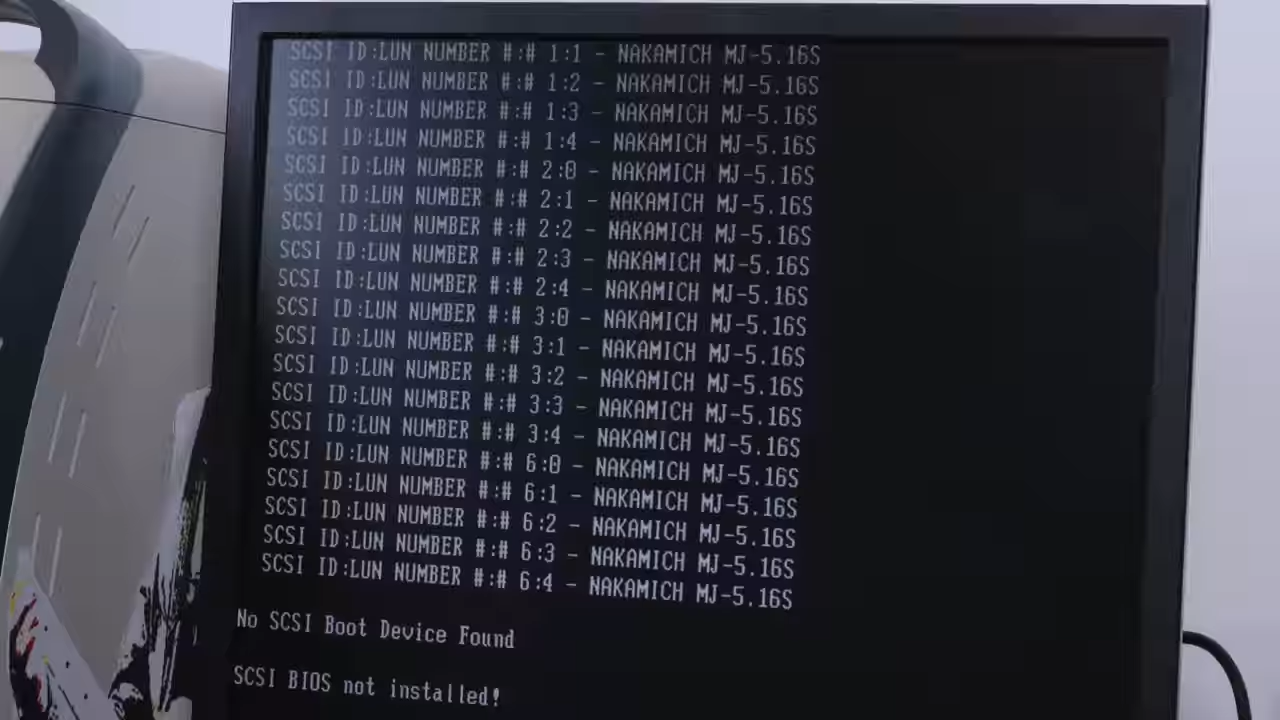 SCSI ID:LUN NUMBER #:# 1:1 - NAKAMICH MJ-5.16S
SCSI ID:LUN NUMBER #:# 1:2 - NAKAMICH MJ-5.16S
SCSI ID:LUN NUMBER #:# 1:3 - NAKAMICH MJ-5.16S
SCSI ID:LUN NUMBER #:# 1:4 - NAKAMICH MJ-5.16S
SCSI ID:LUN NUMBER #:# 2:0 - NAKAMICH MJ-5.16S
SCSI ID:LUN NUMBER #:# 2:1 - NAKAMICH MJ-5.16S
SCSI ID:LUN NUMBER #:# 2:2 - NAKAMICH MJ-5.16S
SCSI ID:LUN NUMBER #:# 2:3 - NAKAMICH MJ-5.16S
SCSI ID:LUN NUMBER #:# 2:4 - NAKAMICH MJ-5.16S
SCSI ID:LUN NUMBER #:# 3:0 - NAKAMICH MJ-5.16S
SCSI ID:LUN NUMBER #:# 3:1 - NAKAMICH MJ-5.16S
SCSI ID:LUN NUMBER #:# 3:2 - NAKAMICH MJ-5.16S
SCSI ID:LUN NUMBER #:# 3:3 - NAKAMICH MJ-5.16S
SCSI ID:LUN NUMBER #:# 3:4 - NAKAMICH MJ-5.16S
SCSI ID:LUN NUMBER #:# 6:0 - NAKAMICH MJ-5.16S
SCSI ID:LUN NUMBER #:# 6:1 - NAKAMICH MJ-5.16S
SCSI ID:LUN NUMBER #:# 6:2 - NAKAMICH MJ-5.16S
SCSI ID:LUN NUMBER #:# 6:3 - NAKAMICH MJ-5.16S
SCSI ID:LUN NUMBER #:# 6:4 - NAKAMICH MJ-5.16S
No SCSI Boot Device Found
SCSI BIOS not installed!